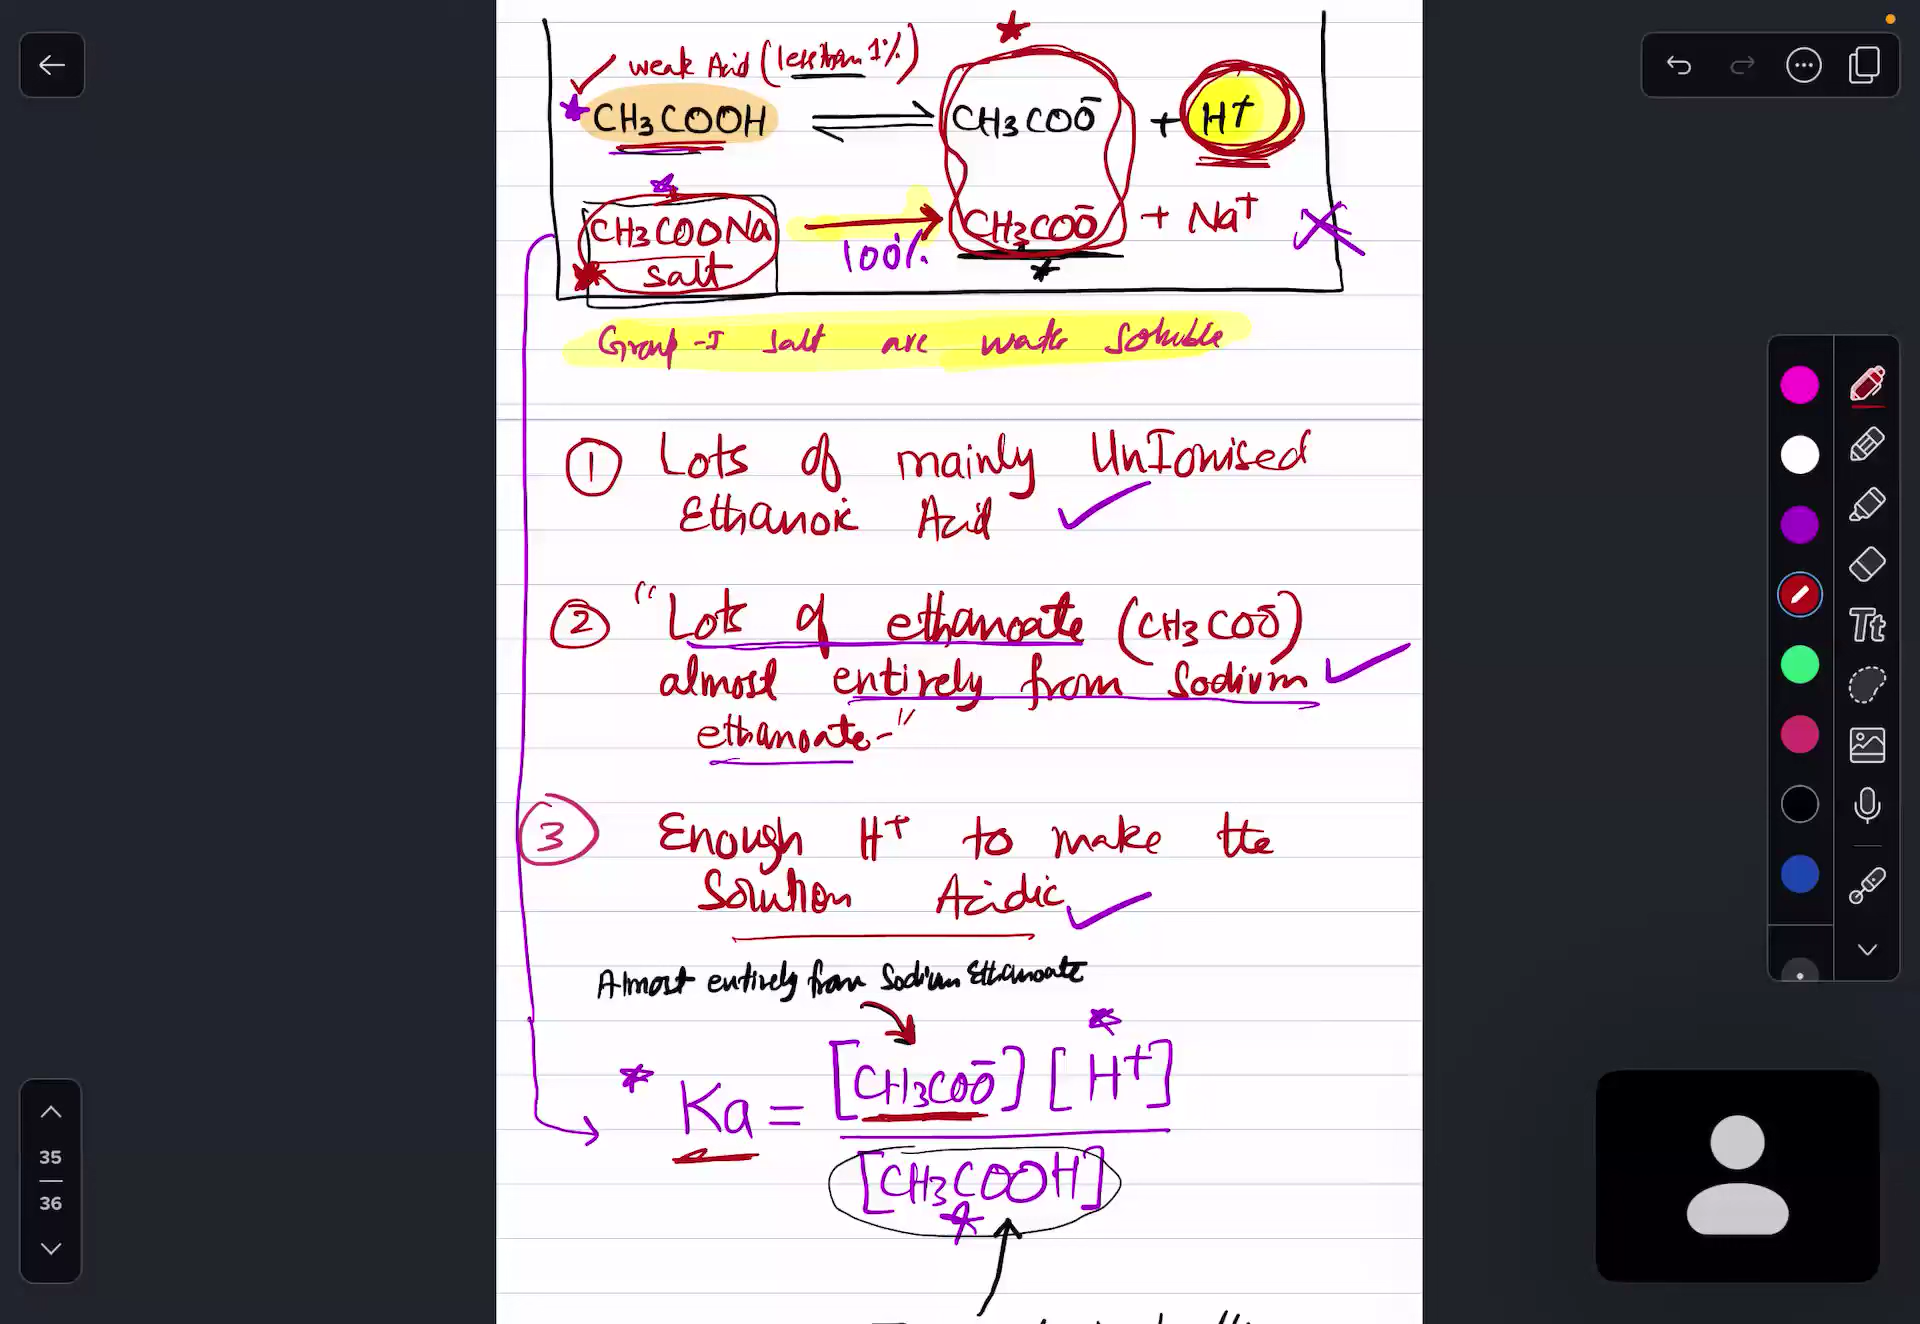 weak Acid (less than 1%)
CH3COOH ⇌ CH3COO⁻ + H+
CH3COONa → CH3COO⁻ + Na+
salt 100%
Group-I salt are water soluble
① Lots of mainly UnIonised
Ethanoic Acid
② "Lots of ethanoate (CH3COO⁻)
almost entirely from Sodium
ethanoate-"
③ Enough H+ to make the
Solution Acidic
Almost entirely from Sodium Ethanoate
Ka = [CH3COO⁻] [H+]
[CH3COOH]
Tt
35
36